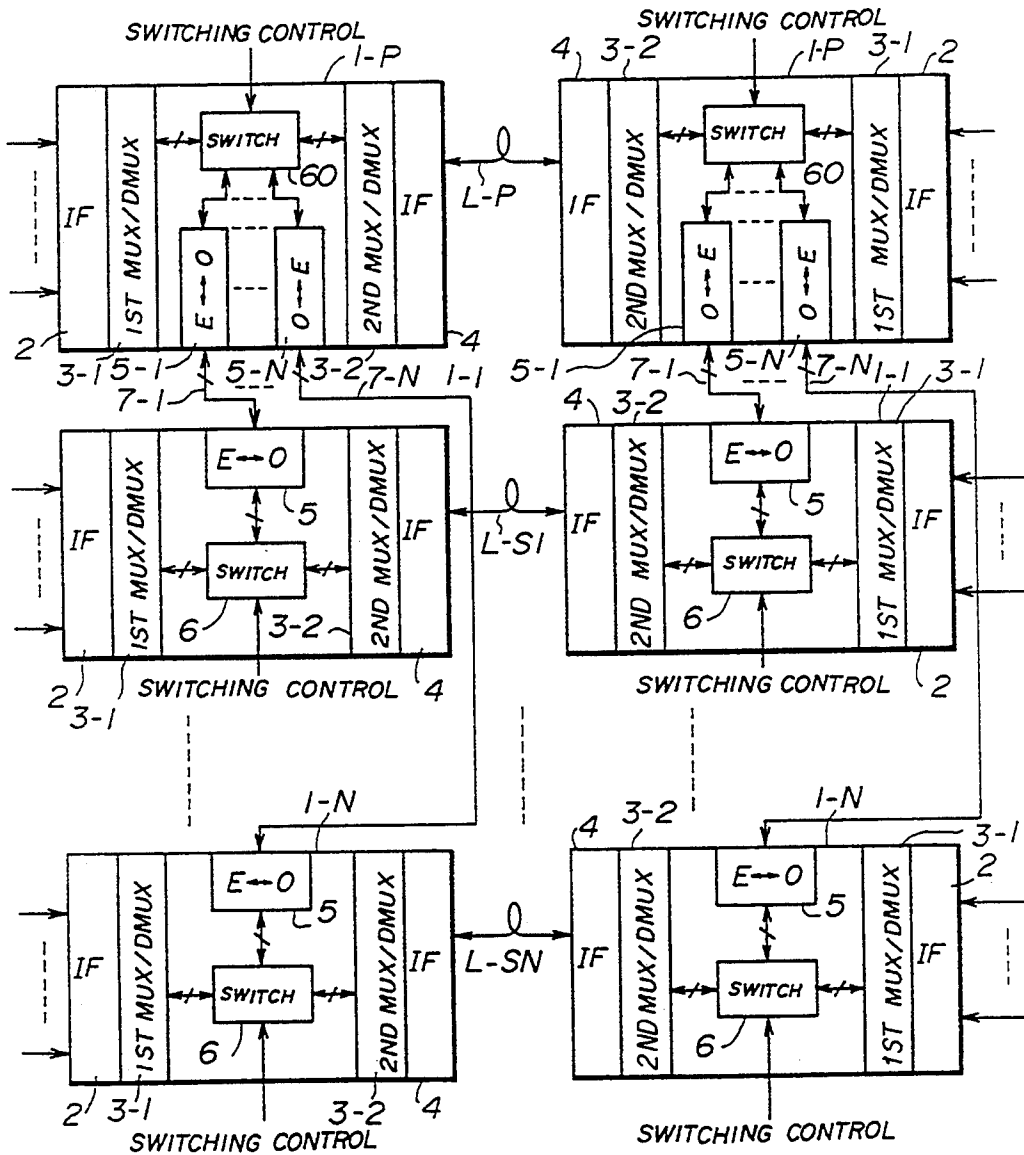 SWITCHING CONTROL
1-P
IF
1ST MUX/DMUX
SWITCH
60
E↔O
O↔E
2ND MUX/DMUX
IF
2
3-1
5-1
5-N
3-2
4
7-1
7-N
L-P
SWITCHING CONTROL
4
3-2
1-P
3-1
2
IF
2ND MUX/DMUX
SWITCH
60
O↔E
O↔E
1ST MUX/DMUX
IF
5-1
5-N
7-1
7-N
1-1
IF
1ST MUX/DMUX
E↔O
5
SWITCH
6
2ND MUX/DMUX
IF
2
3-1
3-2
4
SWITCHING CONTROL
L-S1
4
3-2
1-1
3-1
IF
2ND MUX/DMUX
E↔O
5
SWITCH
6
1ST MUX/DMUX
IF
2
SWITCHING CONTROL
1-N
IF
1ST MUX/DMUX
E↔O
5
SWITCH
6
2ND MUX/DMUX
IF
2
3-1
3-2
4
SWITCHING CONTROL
L-SN
4
3-2
1-N
3-1
2
IF
2ND MUX/DMUX
E↔O
5
SWITCH
6
1ST MUX/DMUX
IF
SWITCHING CONTROL